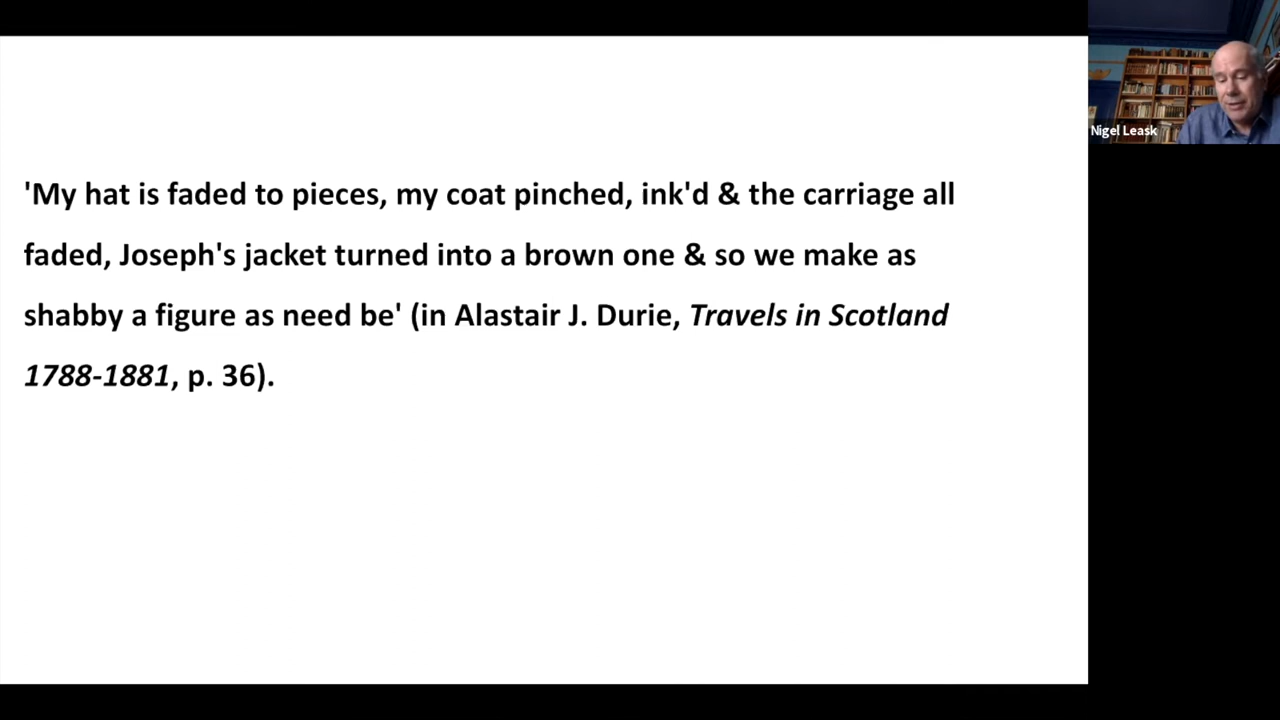 'My hat is faded to pieces, my coat pinched, ink'd & the carriage all
faded, Joseph's jacket turned into a brown one & so we make as
shabby a figure as need be' (in Alastair J. Durie, Travels in Scotland
1788-1881, p. 36).
Nigel Leask